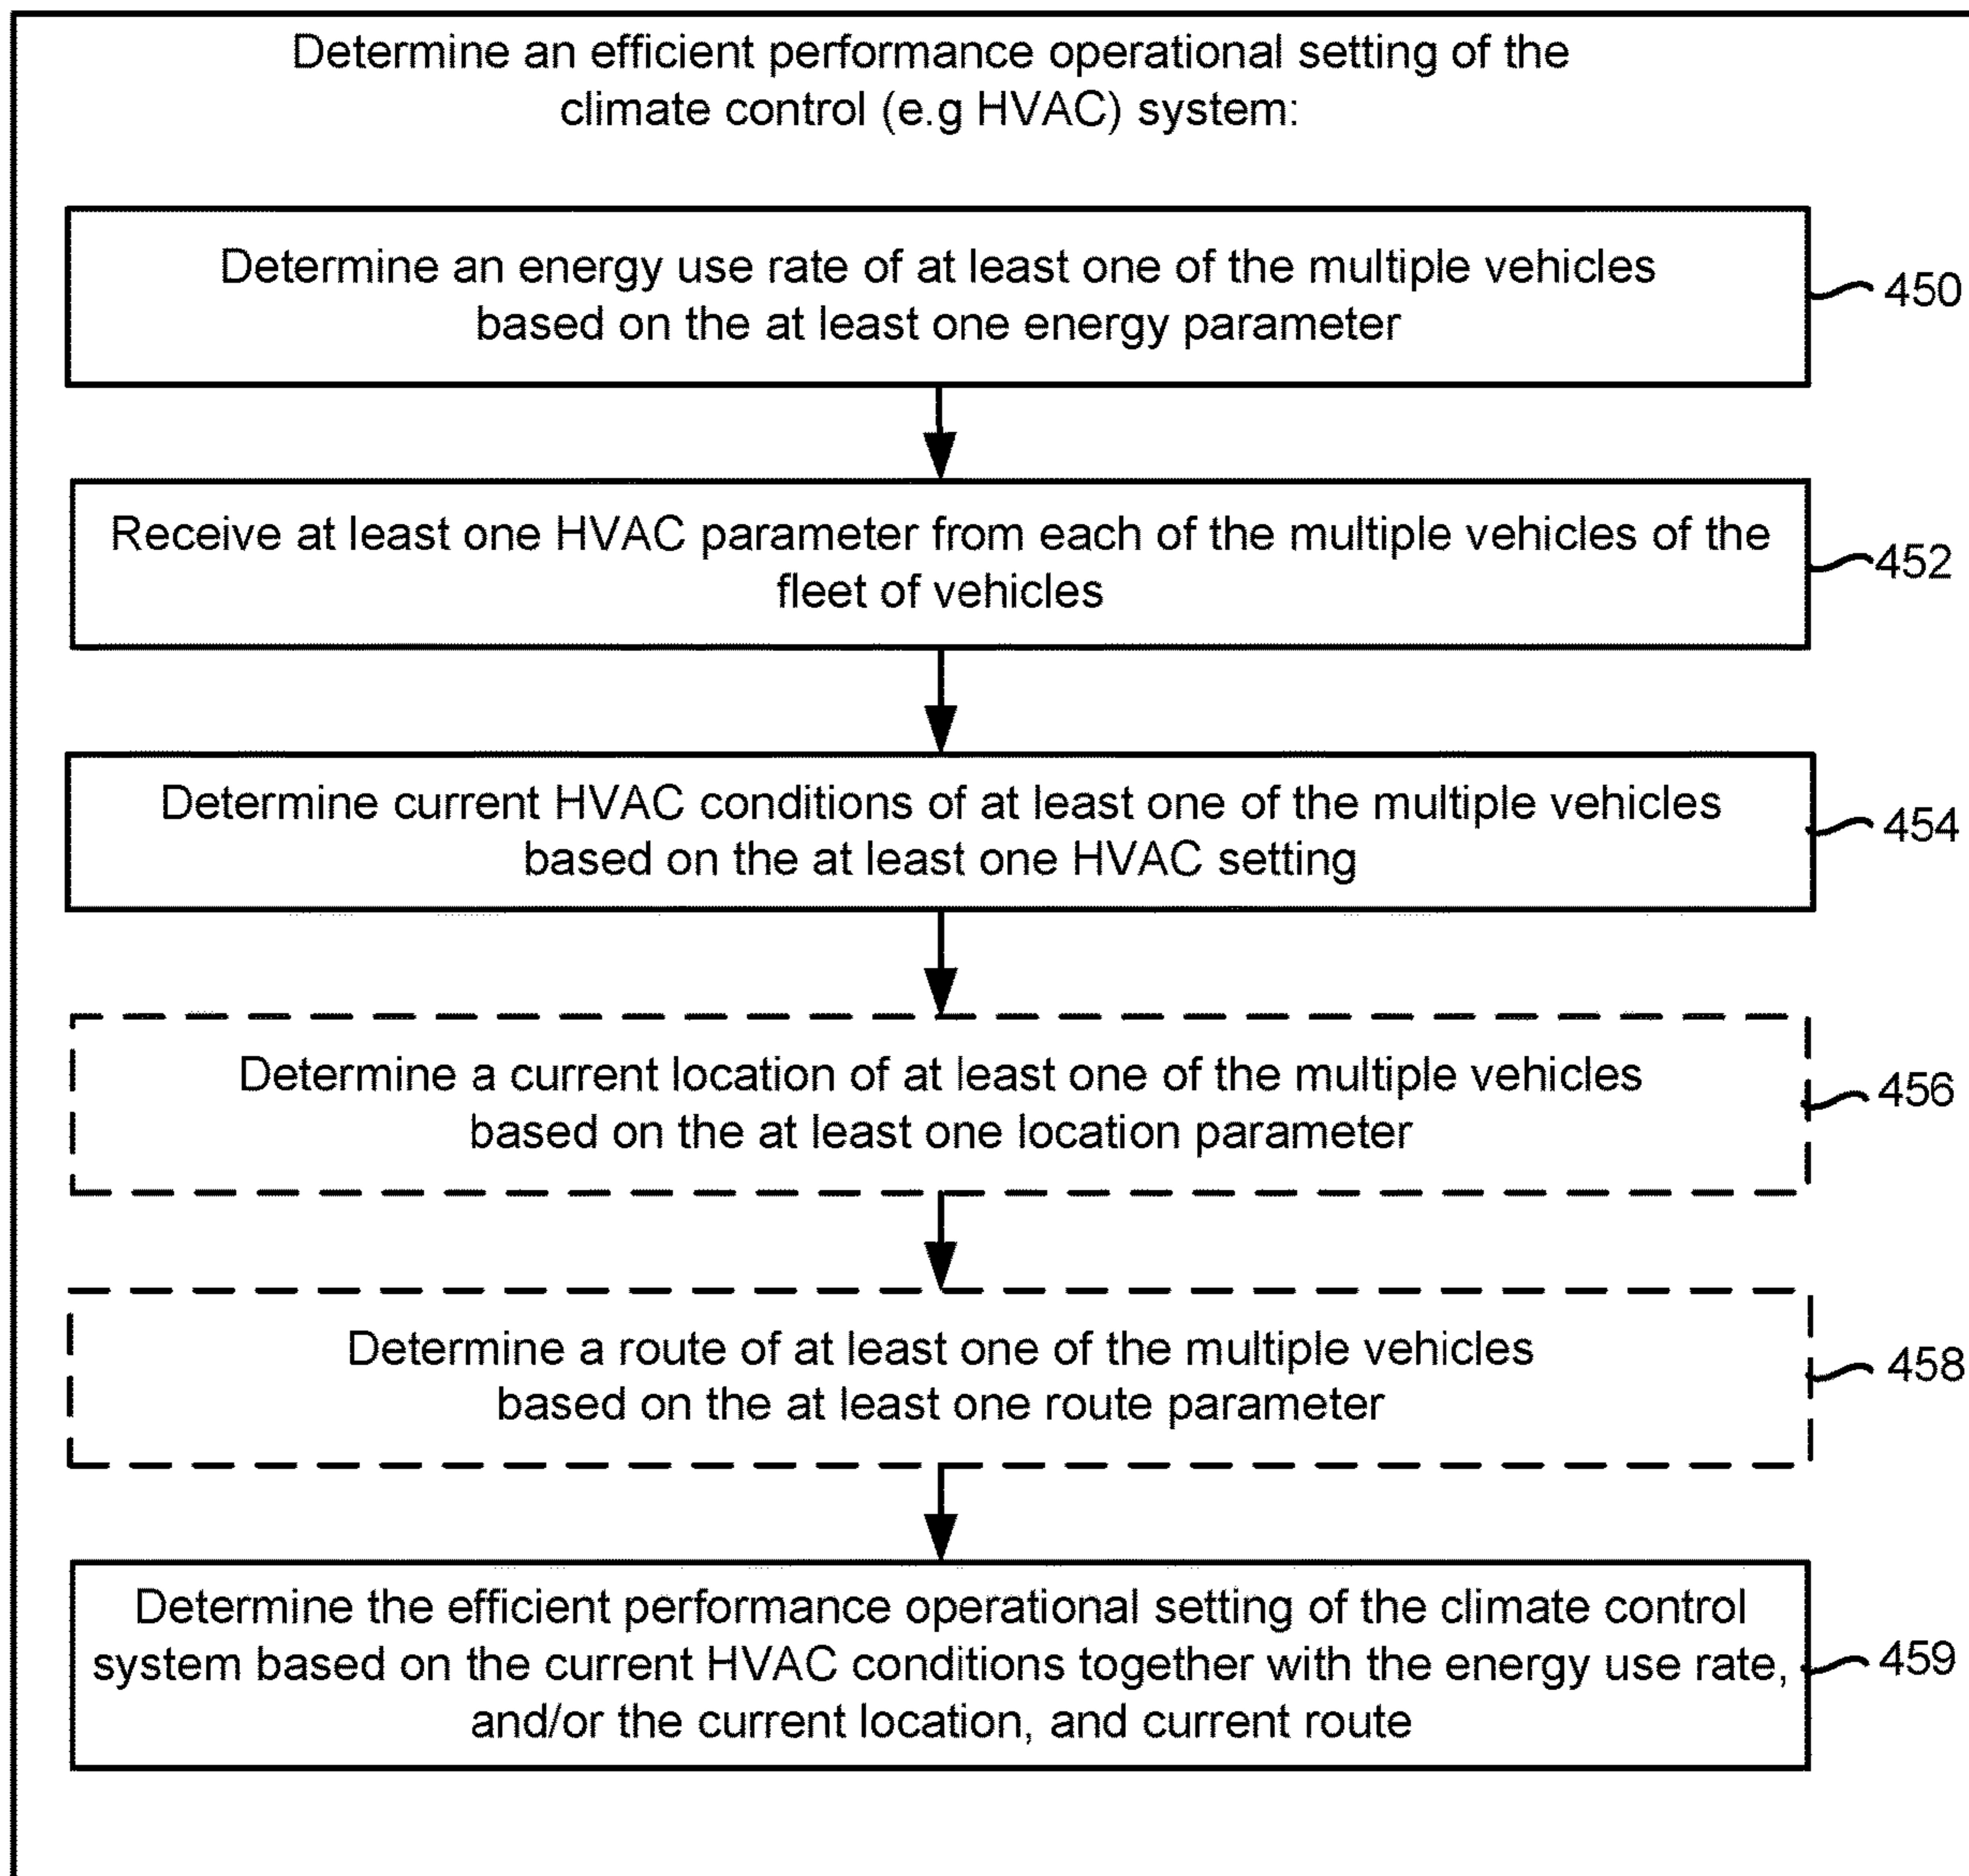 Determine an efficient performance operational setting of the
climate control (e.g HVAC) system:
Determine an energy use rate of at least one of the multiple vehicles
based on the at least one energy parameter
450
Receive at least one HVAC parameter from each of the multiple vehicles of the
fleet of vehicles
452
Determine current HVAC conditions of at least one of the multiple vehicles
based on the at least one HVAC setting
454
Determine a current location of at least one of the multiple vehicles
based on the at least one location parameter
456
Determine a route of at least one of the multiple vehicles
based on the at least one route parameter
458
Determine the efficient performance operational setting of the climate control
system based on the current HVAC conditions together with the energy use rate,
and/or the current location, and current route
459